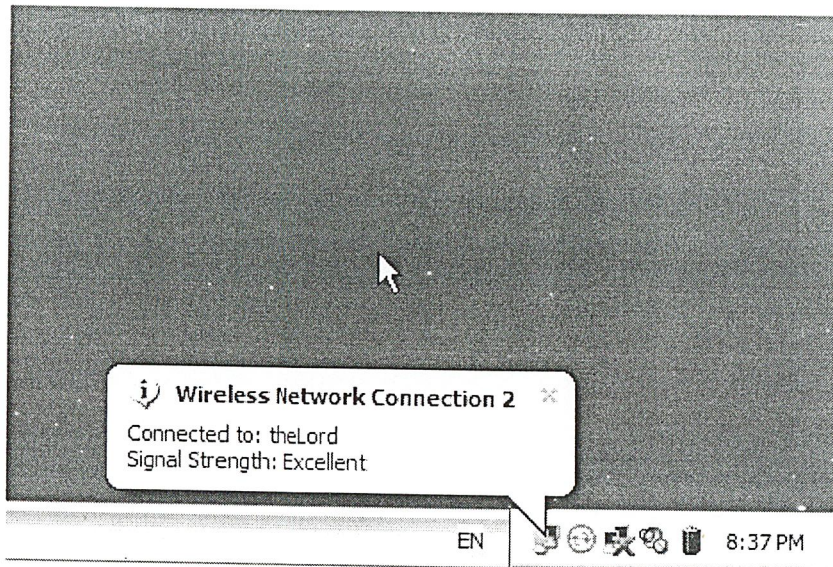 Wireless Network Connection 2
Connected to: theLord
Signal Strength: Excellent
EN
8:37 PM